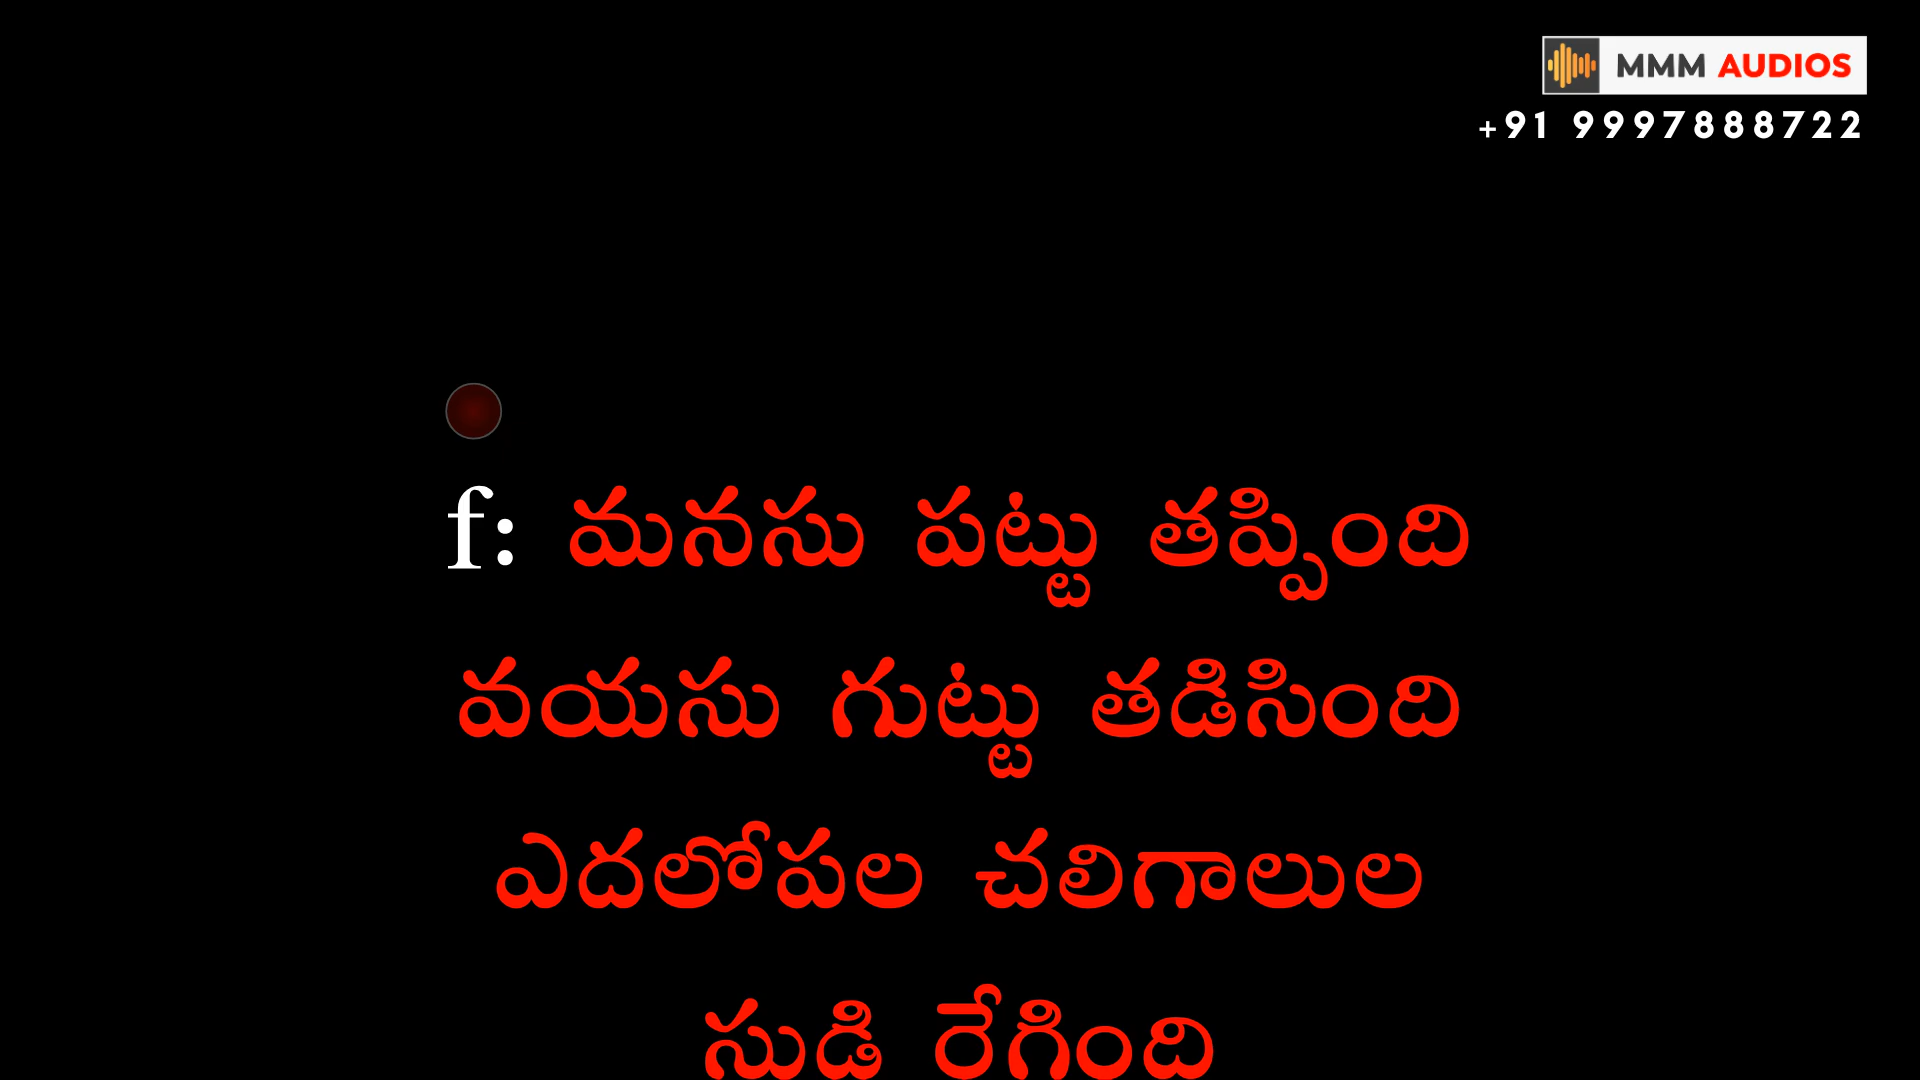 MMM AUDIOS
+91 9997888722
f: మనసు పట్టు తప్పింది
వయసు గుట్టు తడిసింది
ఎదలోపల చలిగాలుల
సుడి రేగింది